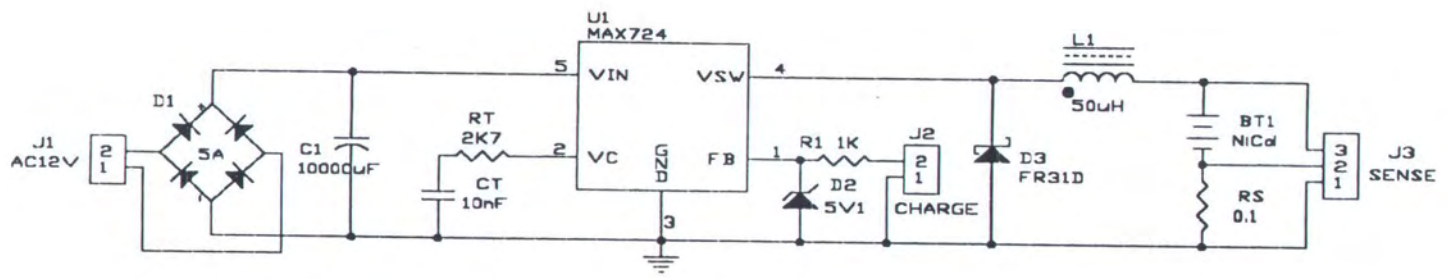 U1
MAX724
5
VIN
VSW
4
L1
50uH
D1
J1
AC12V
2
1
5A
C1
10000uF
RT
2K7
2
VC
GND
FB
1
R1 1K
J2
2
1
CHARGE
D2
5V1
CT
10nF
3
D3
FR31D
BT1
NiCd
RS
0.1
3
2
1
J3
SENSE